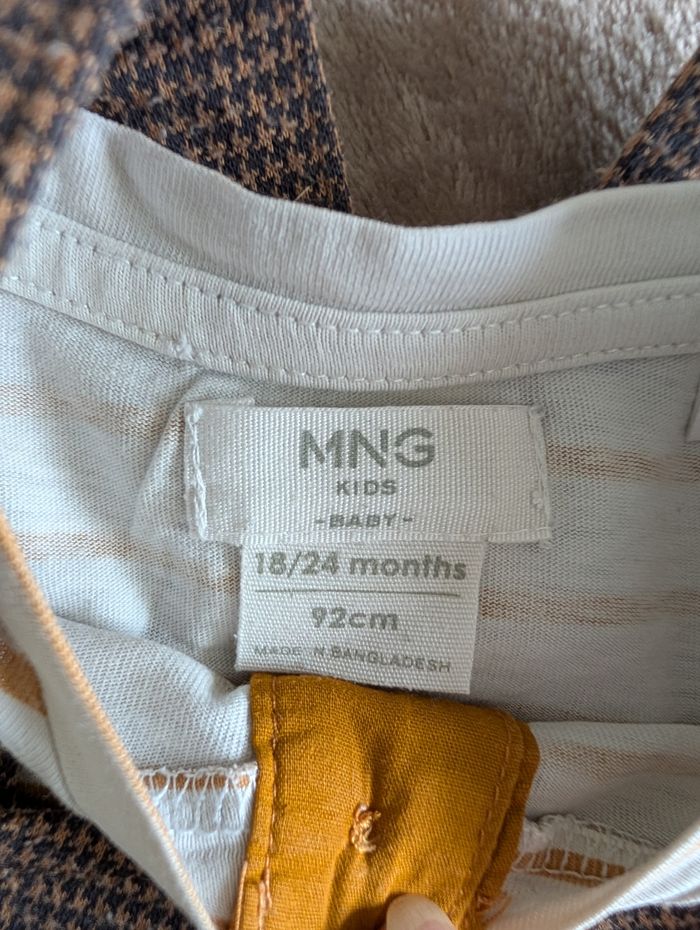 MNG
KIDS
-BABY-
18/24 months
92cm
MADE IN BANGLADESH